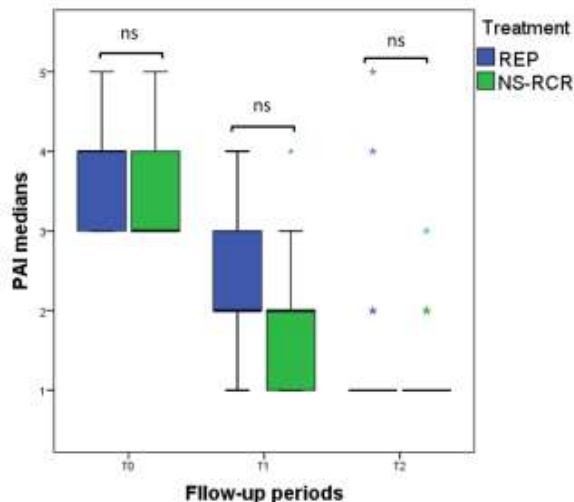 Treatment
REP
NS-RCR
ns
ns
ns
PAI medians
5
4
3
2
1
T0
T1
T2
Fllow-up periods